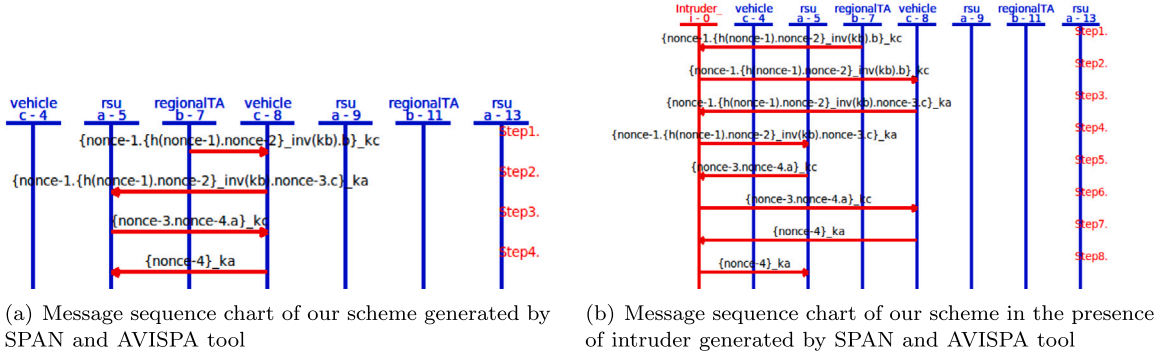 vehicle rsu regionalTA vehicle rsu regionalTA rsu
c - 4 a - 5 b - 7 c - 8 a - 9 b - 11 a - 13
Step1.
{nonce-1.{h(nonce-1).nonce-2}_inv(kb).b}_kc
Step2.
{nonce-1.{h(nonce-1).nonce-2}_inv(kb).nonce-3.c}_ka
Step3.
{nonce-3.nonce-4.a}_kc
Step4.
{nonce-4}_ka
(a) Message sequence chart of our scheme generated by
SPAN and AVISPA tool
Intruder_ vehicle rsu regionalTA vehicle rsu regionalTA rsu
i - 0 c - 4 a - 5 b - 7 c - 8 a - 9 b - 11 a - 13
Step1.
{nonce-1.{h(nonce-1).nonce-2}_inv(kb).b}_kc
Step2.
{nonce-1.{h(nonce-1).nonce-2}_inv(kb).b}_kc
Step3.
{nonce-1.{h(nonce-1).nonce-2}_inv(kb).nonce-3.c}_ka
Step4.
{nonce-1.{h(nonce-1).nonce-2}_inv(kb).nonce-3.c}_ka
Step5.
{nonce-3.nonce-4.a}_kc
Step6.
{nonce-3.nonce-4.a}_kc
Step7.
{nonce-4}_ka
Step8.
{nonce-4}_ka
(b) Message sequence chart of our scheme in the presence
of intruder generated by SPAN and AVISPA tool